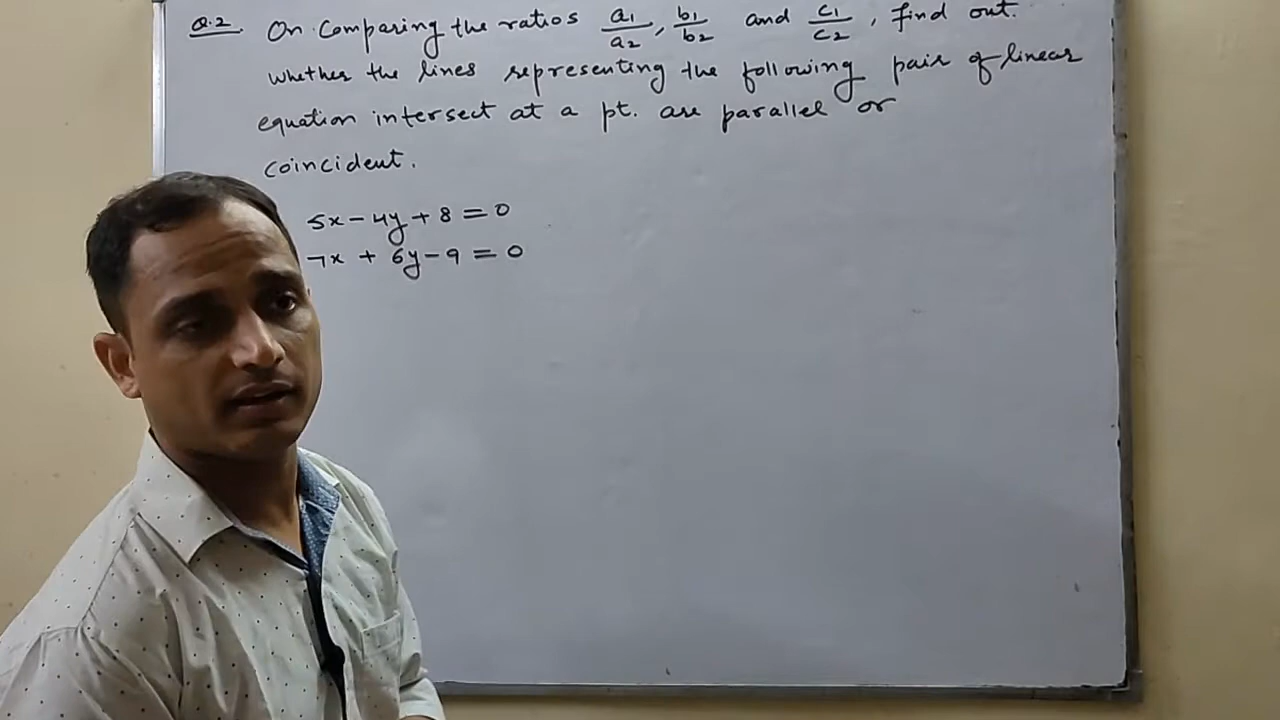 Q.2 On Comparing the ratios a1/a2, b1/b2 and c1/c2, find out.
whether the lines representing the following pair of linear
equation intersect at a pt. are parallel or
coincident.
5x - 4y + 8 = 0
7x + 6y - 9 = 0